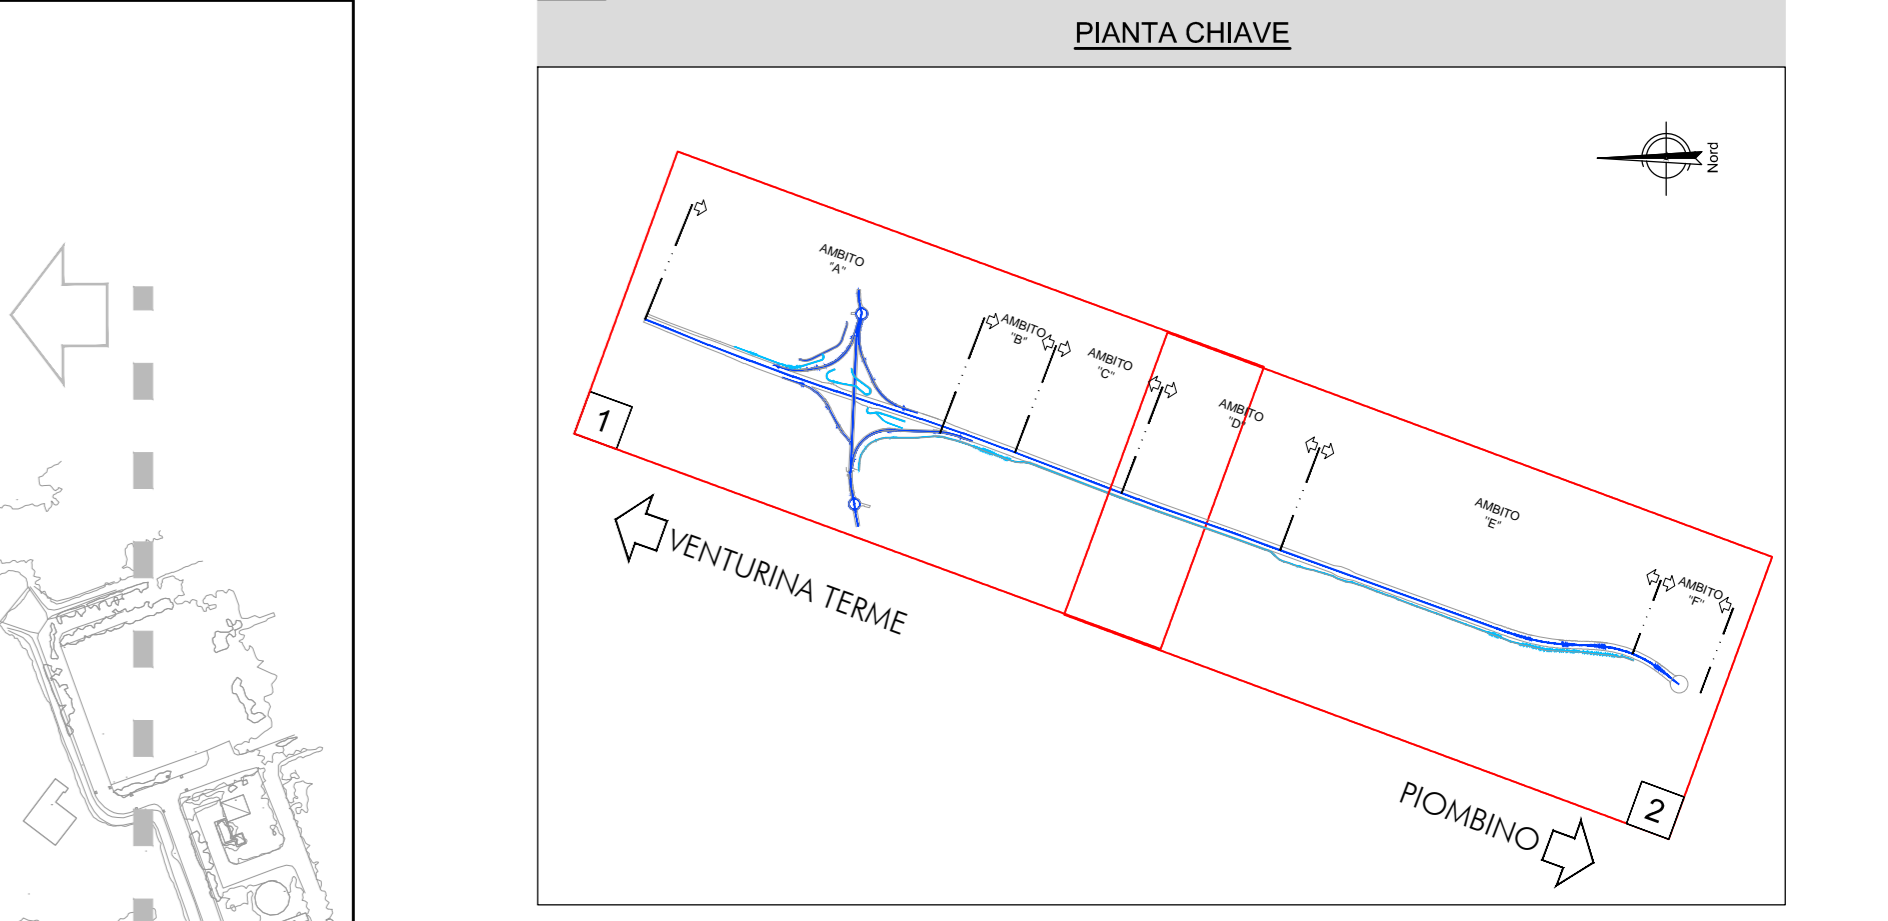 PIANTA CHIAVE
Nord
AMBITO
"A"
AMBITO
"B"
AMBITO
"C"
AMBITO
"D"
AMBITO
"E"
AMBITO
"F"
1
VENTURINA TERME
PIOMBINO
2